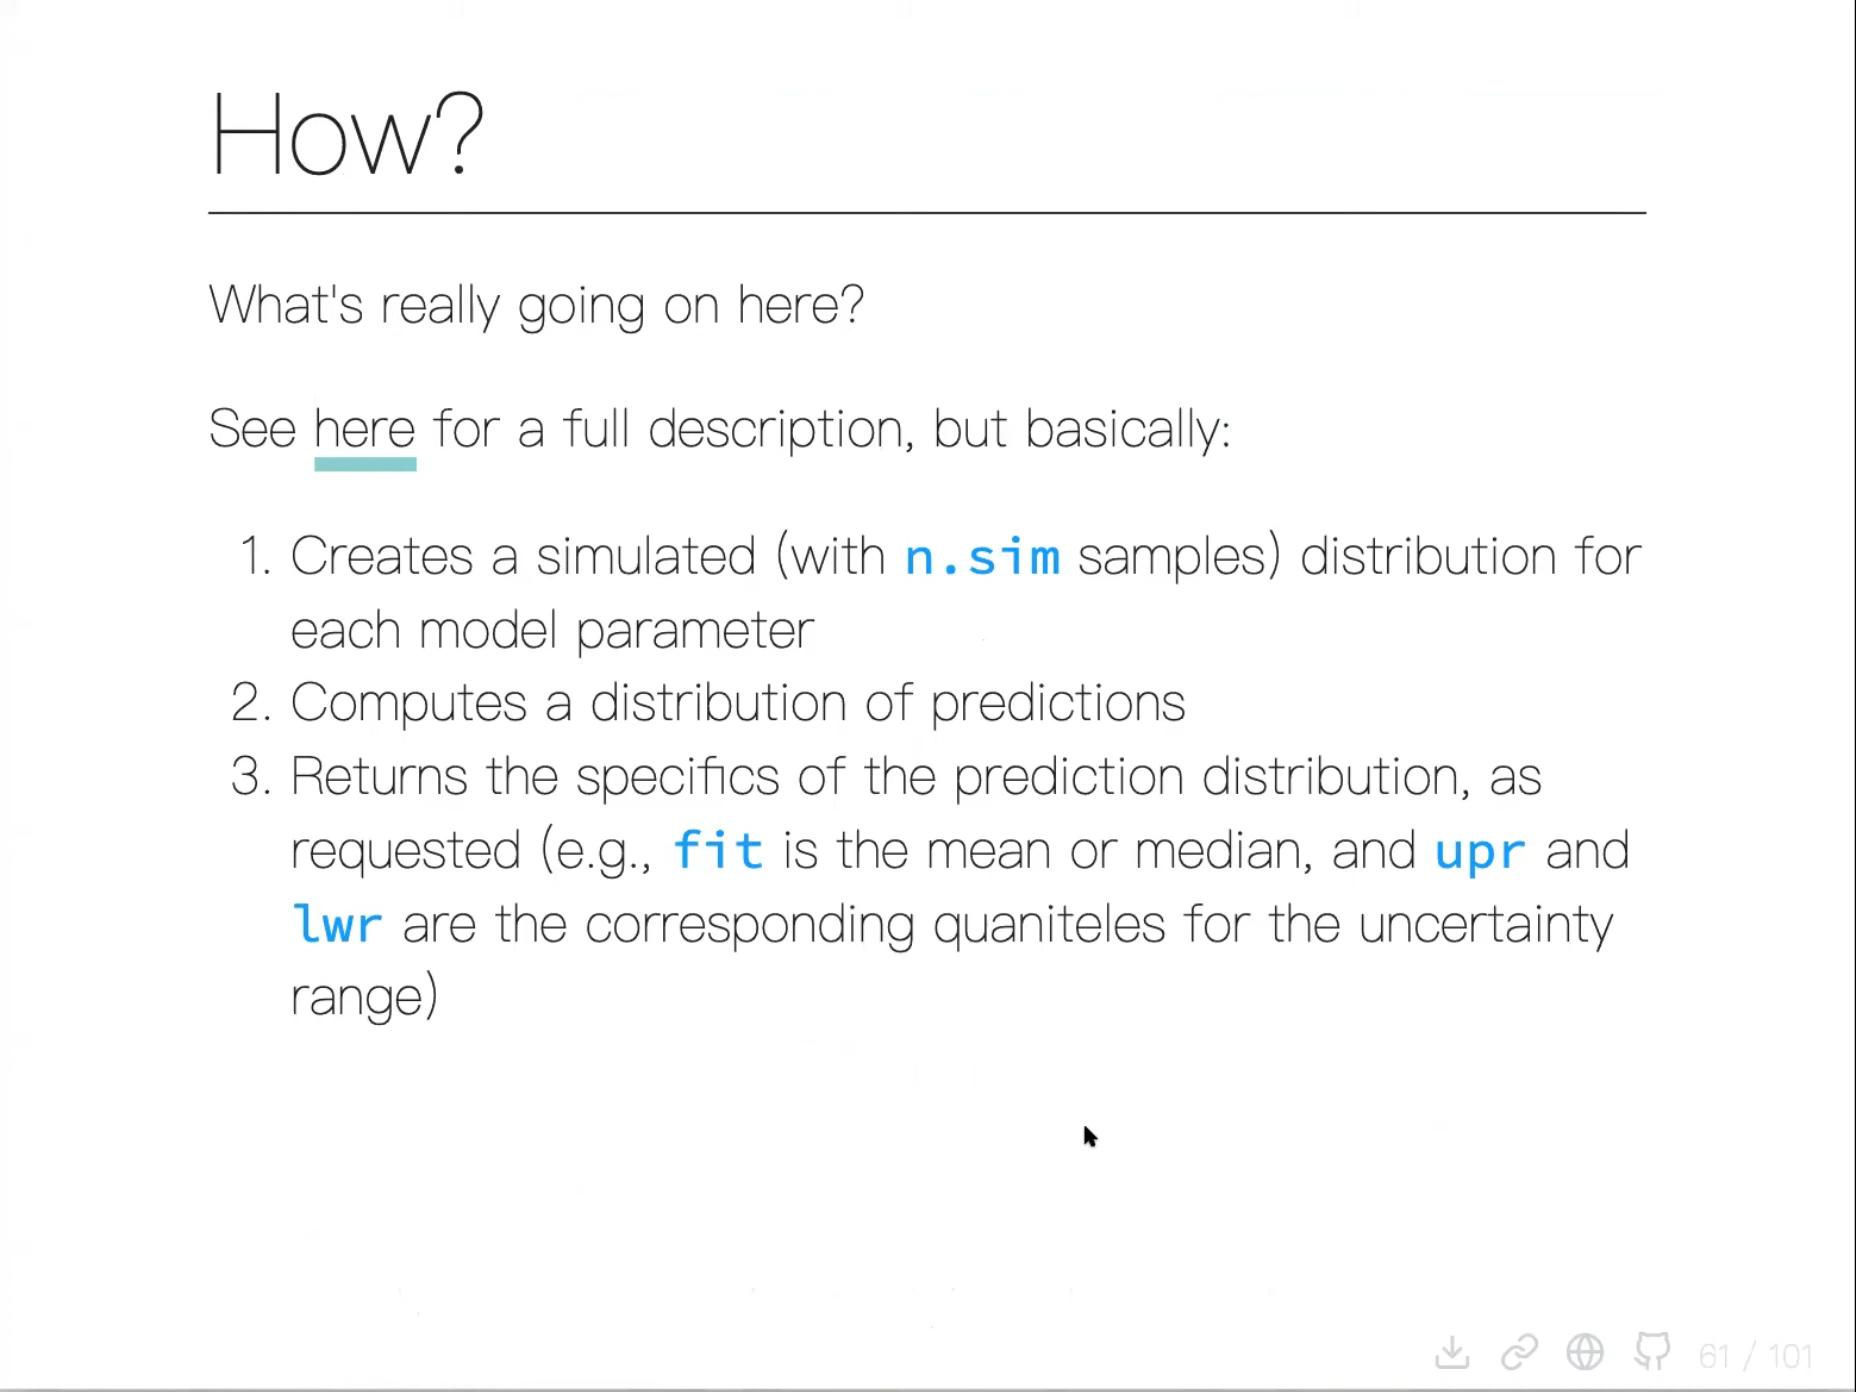 How?
What's really going on here?
See here for a full description, but basically:
1. Creates a simulated (with n.sim samples) distribution for
each model parameter
2. Computes a distribution of predictions
3. Returns the specifics of the prediction distribution, as
requested (e.g., fit is the mean or median, and upr and
lwr are the corresponding quaniteles for the uncertainty
range)
61 / 101